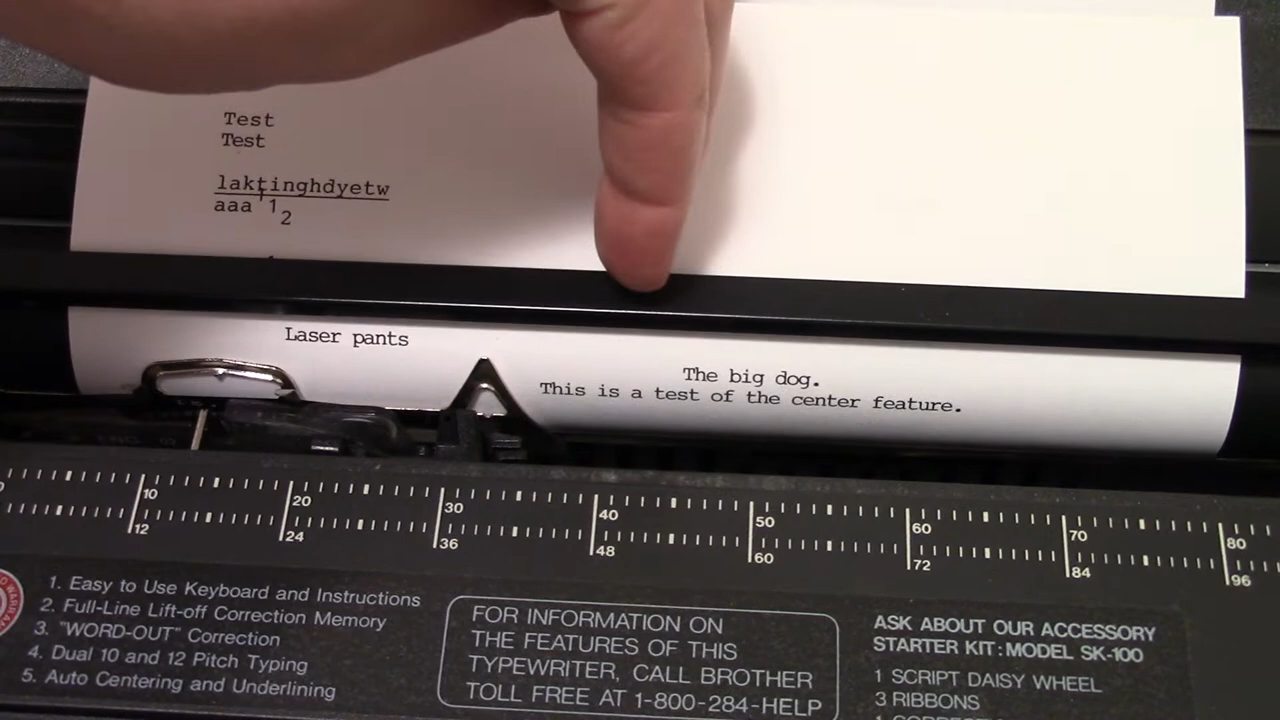 Test
Test
laktinghdyetw
aaa '1
2
Laser pants
The big dog.
This is a test of the center feature.
10 20 30 40 50 60 70 80
12 24 36 48 60 72 84 96
1. Easy to Use Keyboard and Instructions
2. Full-Line Lift-off Correction Memory
3. "WORD-OUT" Correction
4. Dual 10 and 12 Pitch Typing
5. Auto Centering and Underlining
FOR INFORMATION ON
THE FEATURES OF THIS
TYPEWRITER, CALL BROTHER
TOLL FREE AT 1-800-284-HELP
ASK ABOUT OUR ACCESSORY
STARTER KIT: MODEL SK-100
1 SCRIPT DAISY WHEEL
3 RIBBONS